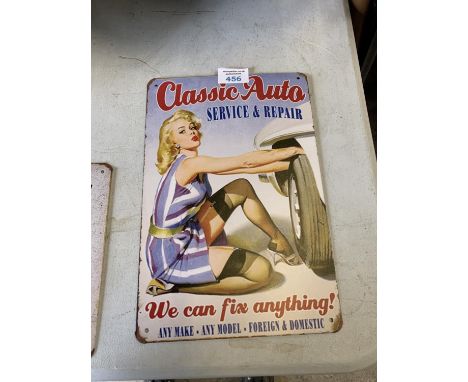 456
Classic Auto
SERVICE & REPAIR
We can fix anything!
ANY MAKE • ANY MODEL • FOREIGN & DOMESTIC